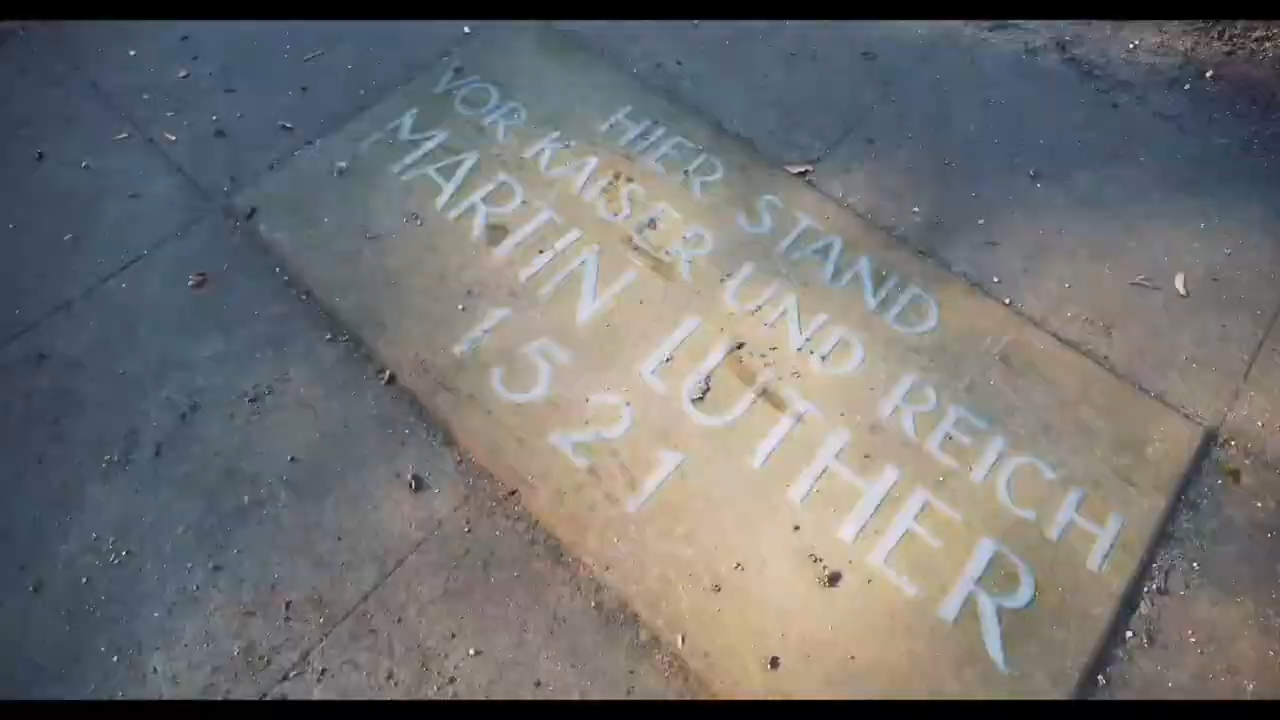 HIER STAND
VOR KAISER UND REICH
MARTIN LUTHER
1521